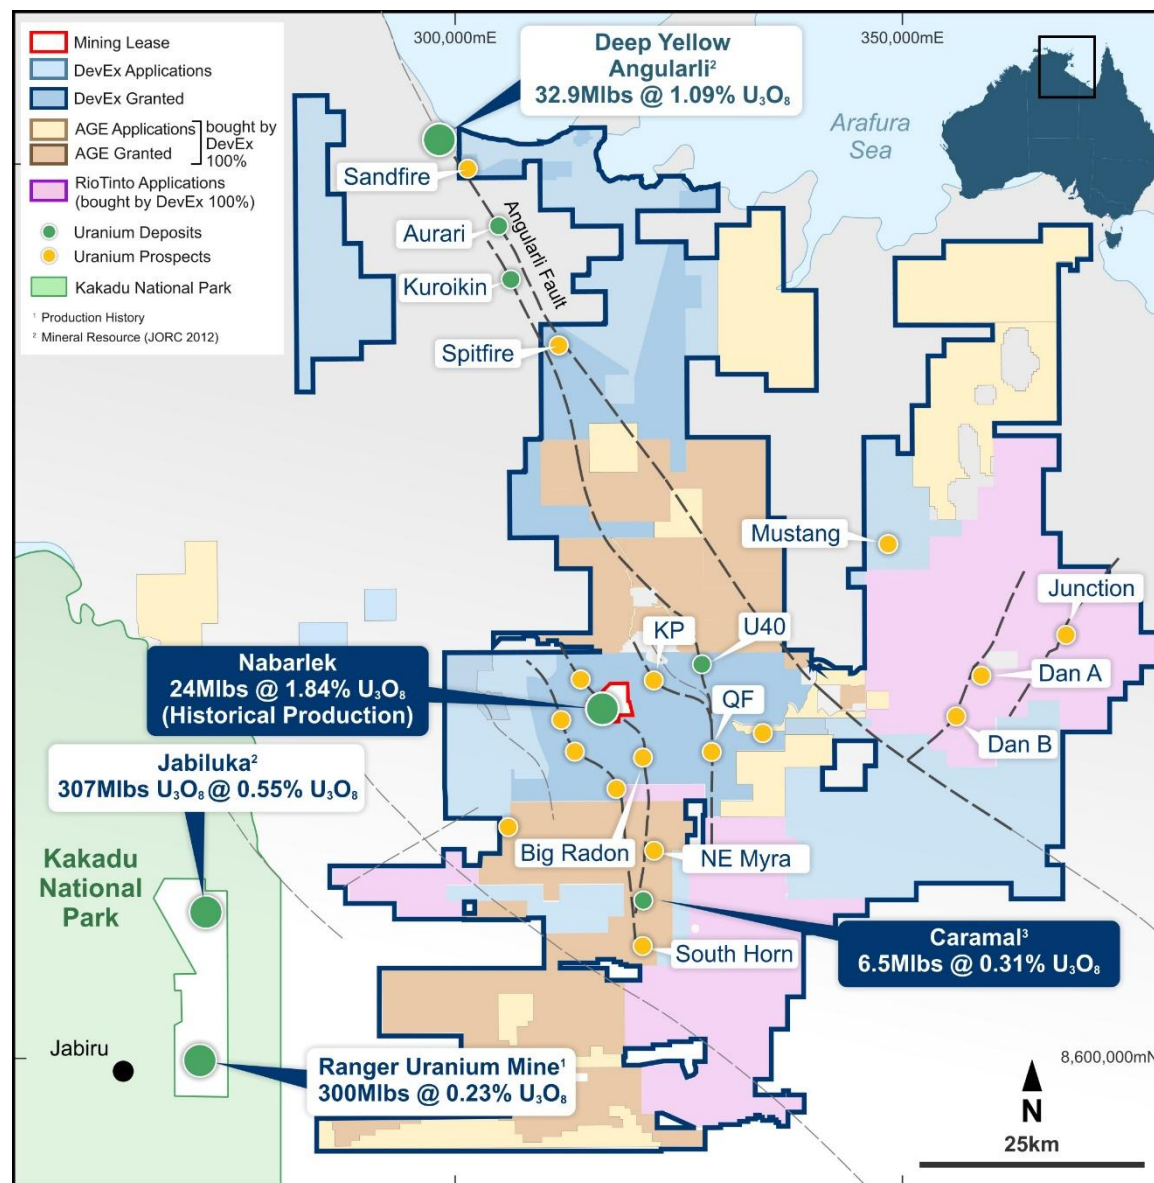 Mining Lease
DevEx Applications
DevEx Granted
AGE Applications
AGE Granted
bought by
DevEx
100%
RioTinto Applications
(bought by DevEx 100%)
Uranium Deposits
Uranium Prospects
Kakadu National Park
¹ Production History
² Mineral Resource (JORC 2012)
300,000mE
350,000mE
Deep Yellow
Angularli²
32.9Mlbs @ 1.09% U₃O₈
Arafura
Sea
Sandfire
Aurari
Angularli Fault
Kuroikin
Spitfire
Mustang
Junction
KP
U40
Nabarlek
24Mlbs @ 1.84% U₃O₈
(Historical Production)
Dan A
QF
Dan B
Jabiluka²
307Mlbs U₃O₈ @ 0.55% U₃O₈
Kakadu
National
Park
Big Radon
NE Myra
Caramal³
6.5Mlbs @ 0.31% U₃O₈
South Horn
Jabiru
Ranger Uranium Mine¹
300Mlbs @ 0.23% U₃O₈
8,600,000mN
N
25km